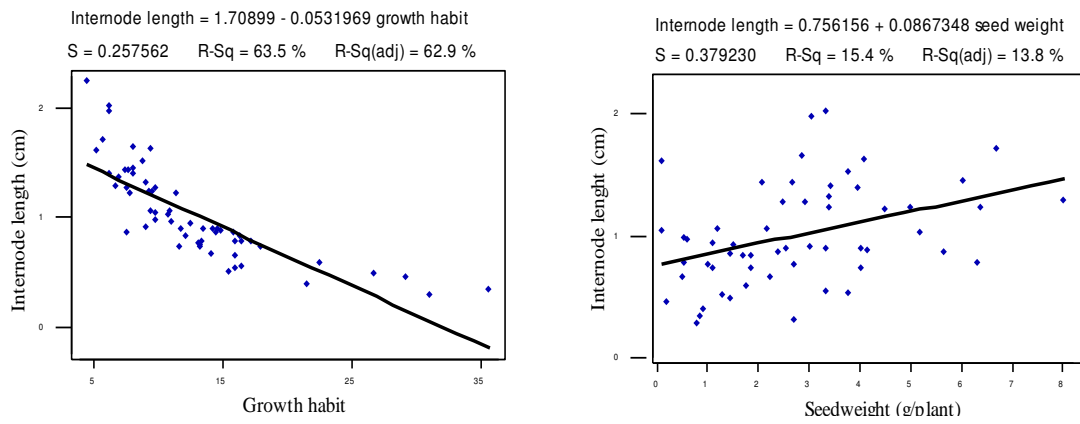 Internode length = 1.70899 - 0.0531969 growth habit
S = 0.257562 R-Sq = 63.5 % R-Sq(adj) = 62.9 %
2
1
0
Internode length (cm)
5 15 25 35
Growth habit
Internode length = 0.756156 + 0.0867348 seed weight
S = 0.379230 R-Sq = 15.4 % R-Sq(adj) = 13.8 %
2
1
0
Internode lenght (cm)
0 1 2 3 4 5 6 7 8
Seedweight (g/plant)